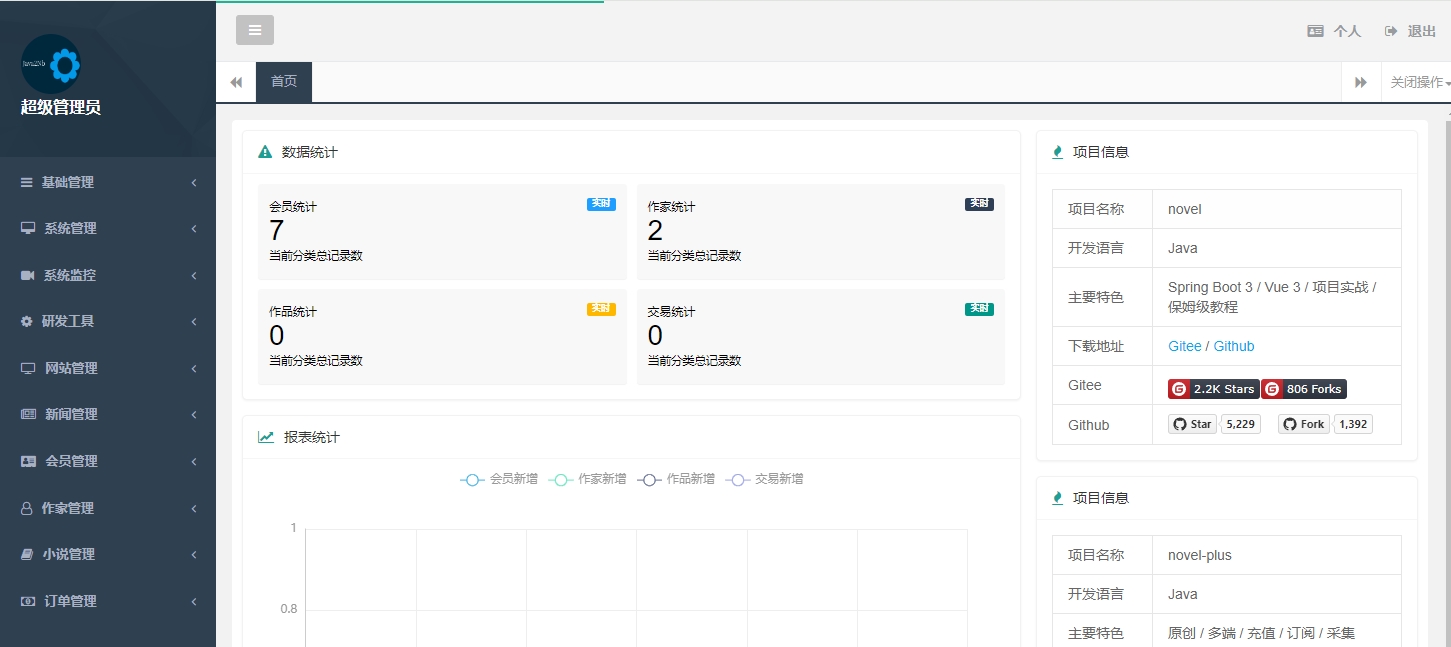 个人
退出
首页
关闭操作
Java2Nb
超级管理员
基础管理
系统管理
系统监控
研发工具
网站管理
新闻管理
会员管理
作家管理
小说管理
订单管理
数据统计
会员统计 实时
7
当前分类总记录数
作家统计 实时
2
当前分类总记录数
作品统计 实时
0
当前分类总记录数
交易统计 实时
0
当前分类总记录数
报表统计
会员新增 作家新增 作品新增 交易新增
1
0.8
项目信息
项目名称 novel
开发语言 Java
主要特色 Spring Boot 3 / Vue 3 / 项目实战 /
保姆级教程
下载地址 Gitee / Github
Gitee 2.2K Stars 806 Forks
Github Star 5,229 Fork 1,392
项目信息
项目名称 novel-plus
开发语言 Java
主要特色 原创 / 多端 / 充值 / 订阅 / 采集